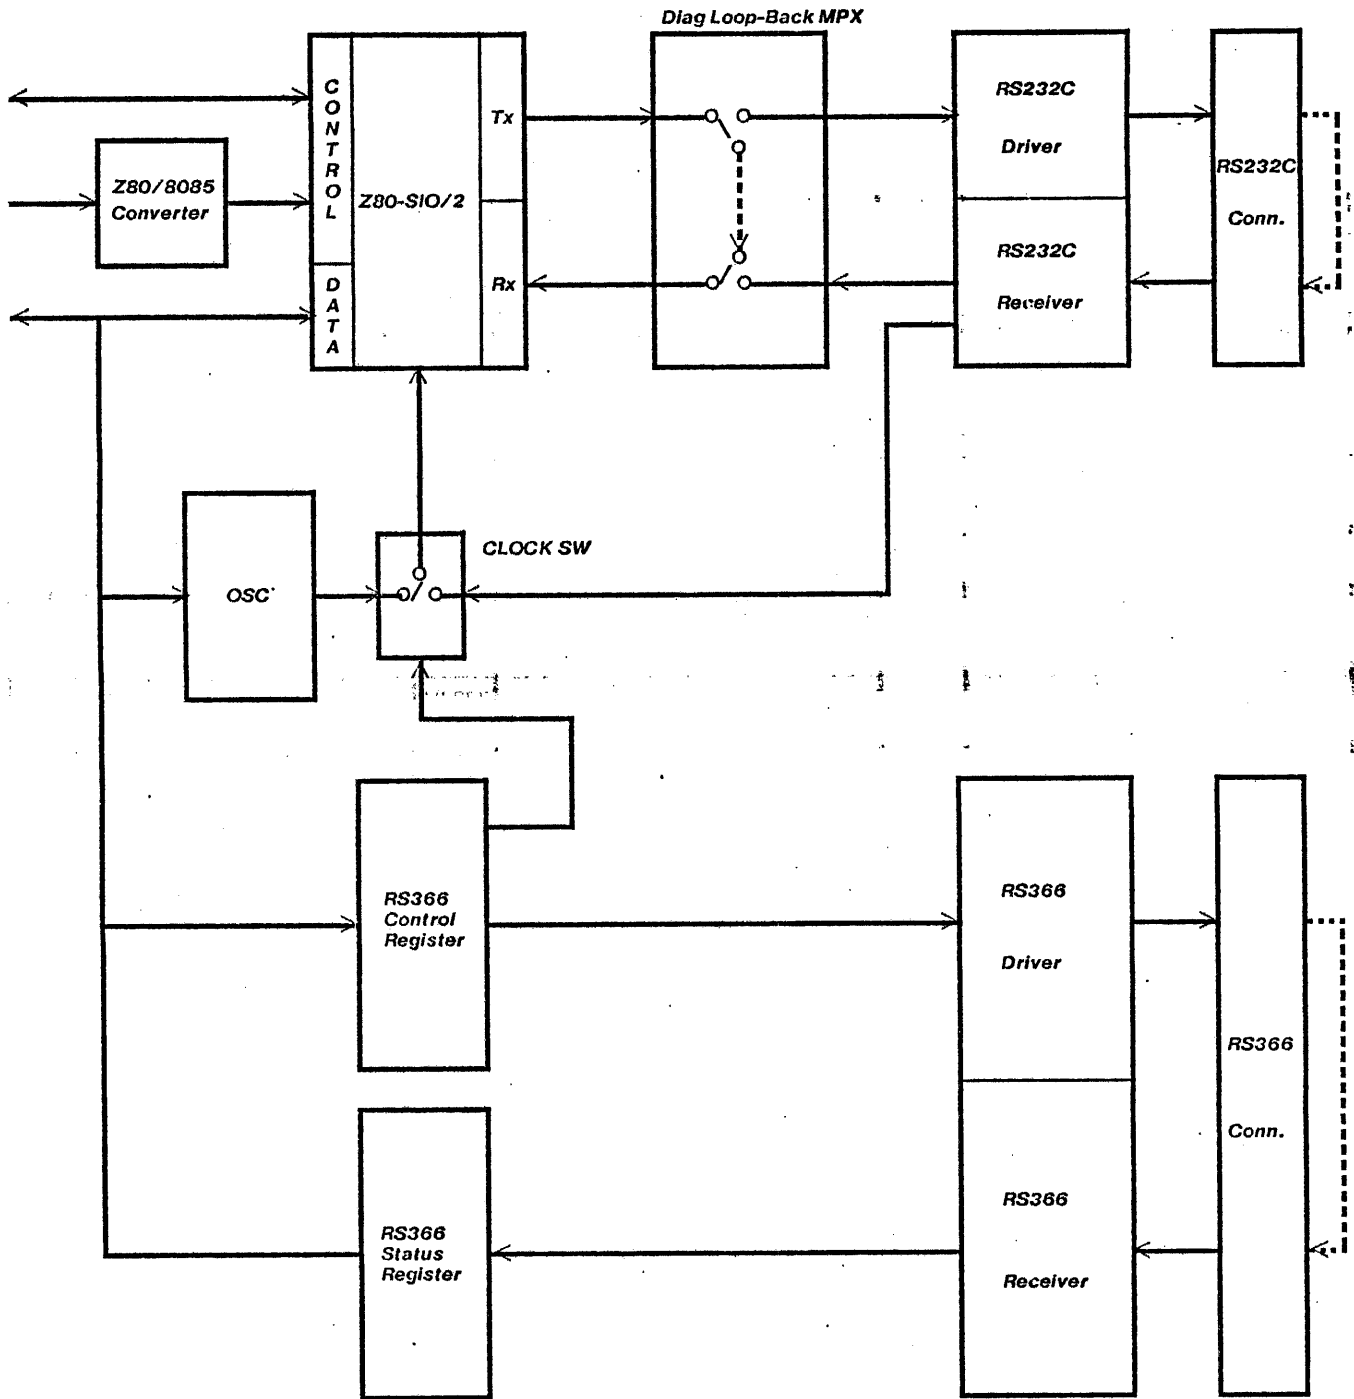 Diag Loop-Back MPX
CONTROL
DATA
Z80-SIO/2
Tx
Rx
Z80/8085
Converter
RS232C
Driver
RS232C
Receiver
RS232C
Conn.
OSC
CLOCK SW
RS366
Control
Register
RS366
Status
Register
RS366
Driver
RS366
Receiver
RS366
Conn.